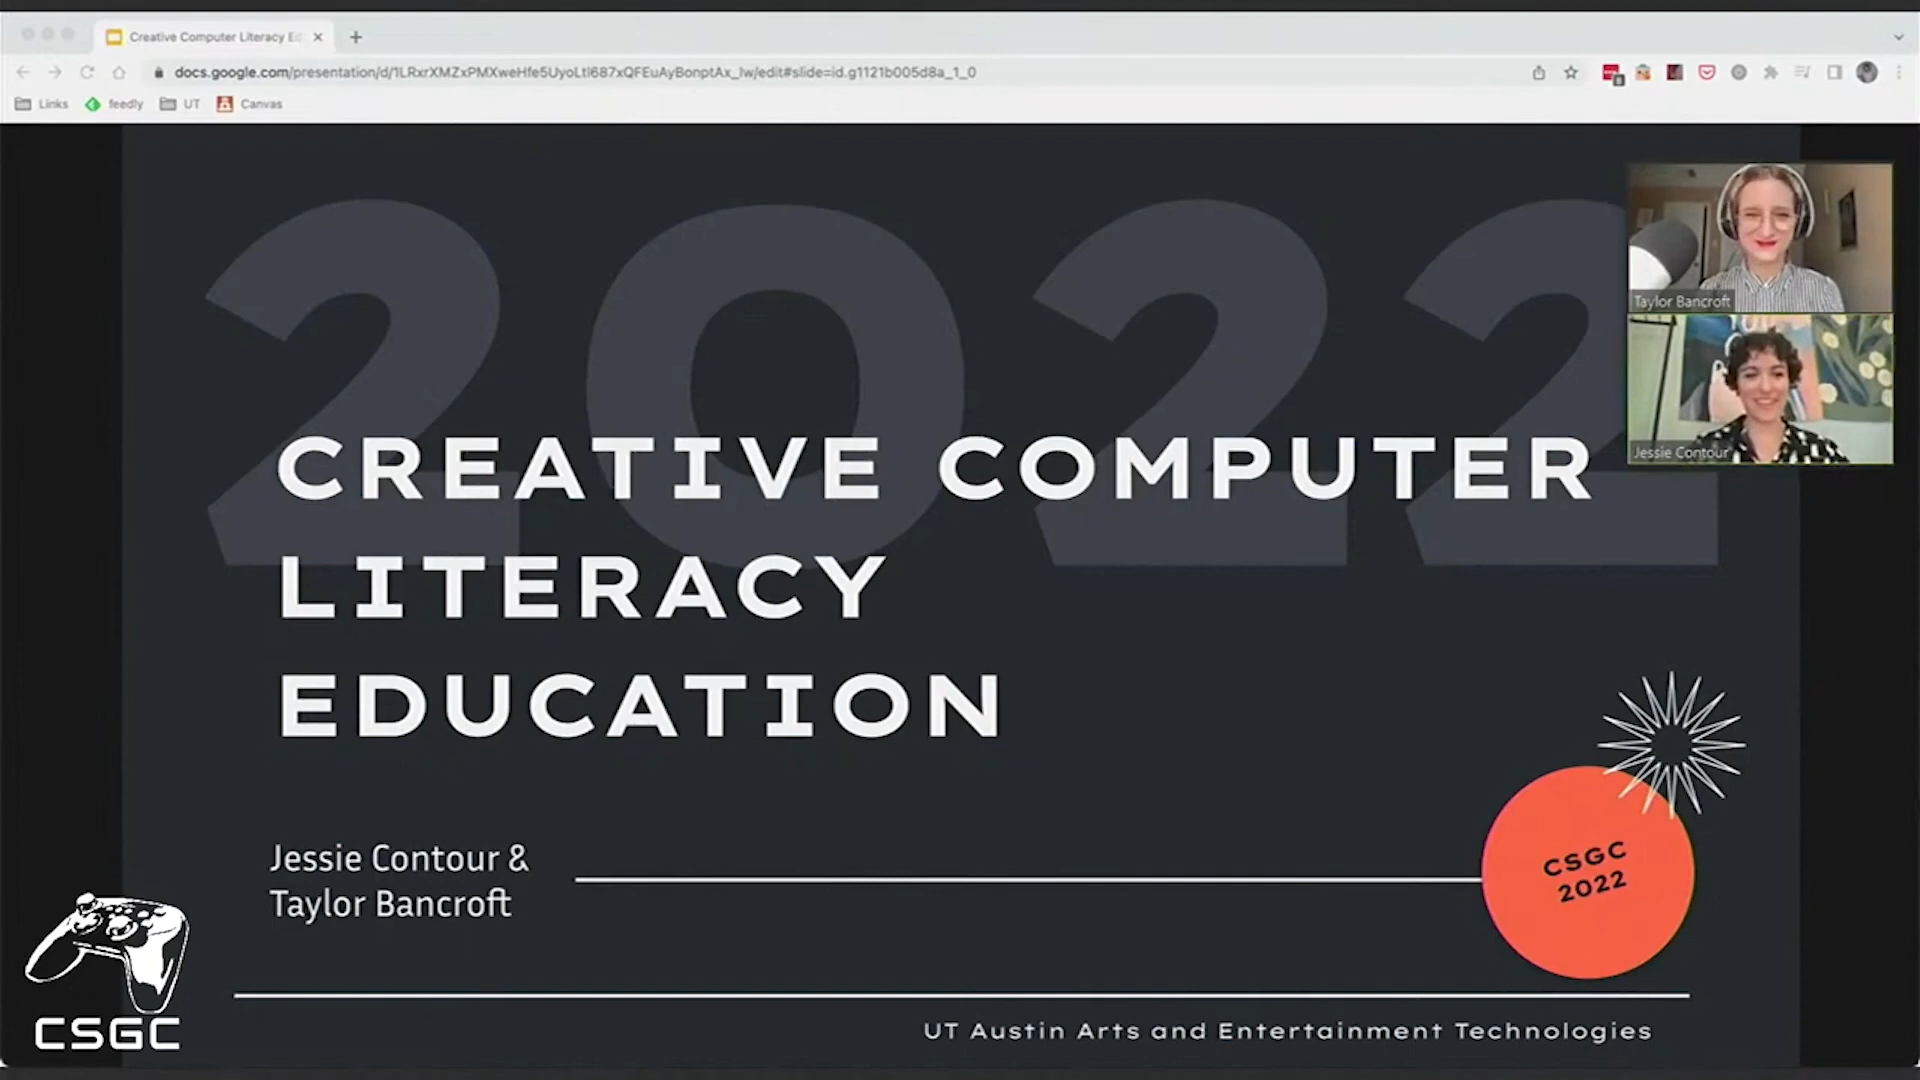 Creative Computer Literacy Ed
docs.google.com/presentation/d/1LRxrXMZxPMXweHfe5UyoLtl687xQFEuAyBonptAx_lw/edit#slide=id.g1121b005d8a_1_0
Links feedly UT Canvas
2022
Taylor Bancroft
Jessie Contour
CREATIVE COMPUTER
LITERACY
EDUCATION
Jessie Contour &
Taylor Bancroft
CSGC
2022
CSGC
UT Austin Arts and Entertainment Technologies